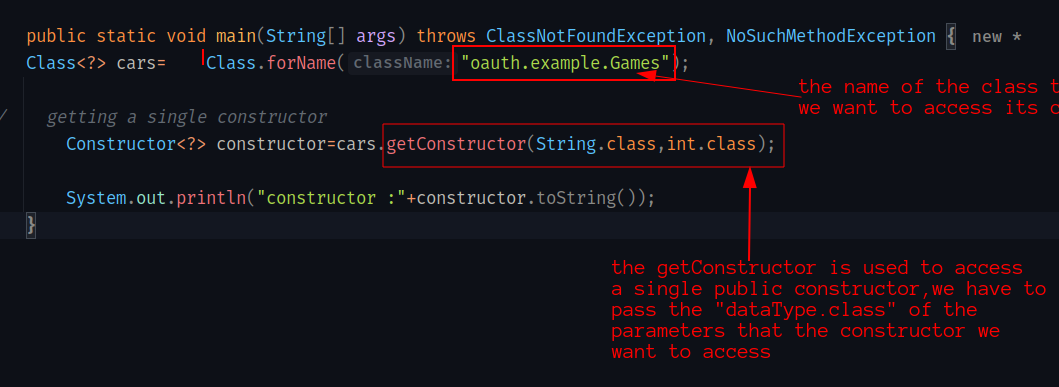 public static void main(String[] args) throws ClassNotFoundException, NoSuchMethodException { new *
Class<?> cars= Class.forName( className: "oauth.example.Games");
the name of the class t
we want to access its c
/ getting a single constructor
Constructor<?> constructor=cars.getConstructor(String.class,int.class);
System.out.println("constructor :"+constructor.toString());
}
the getConstructor is used to access
a single public constructor,we have to
pass the "dataType.class" of the
parameters that the constructor we
want to access